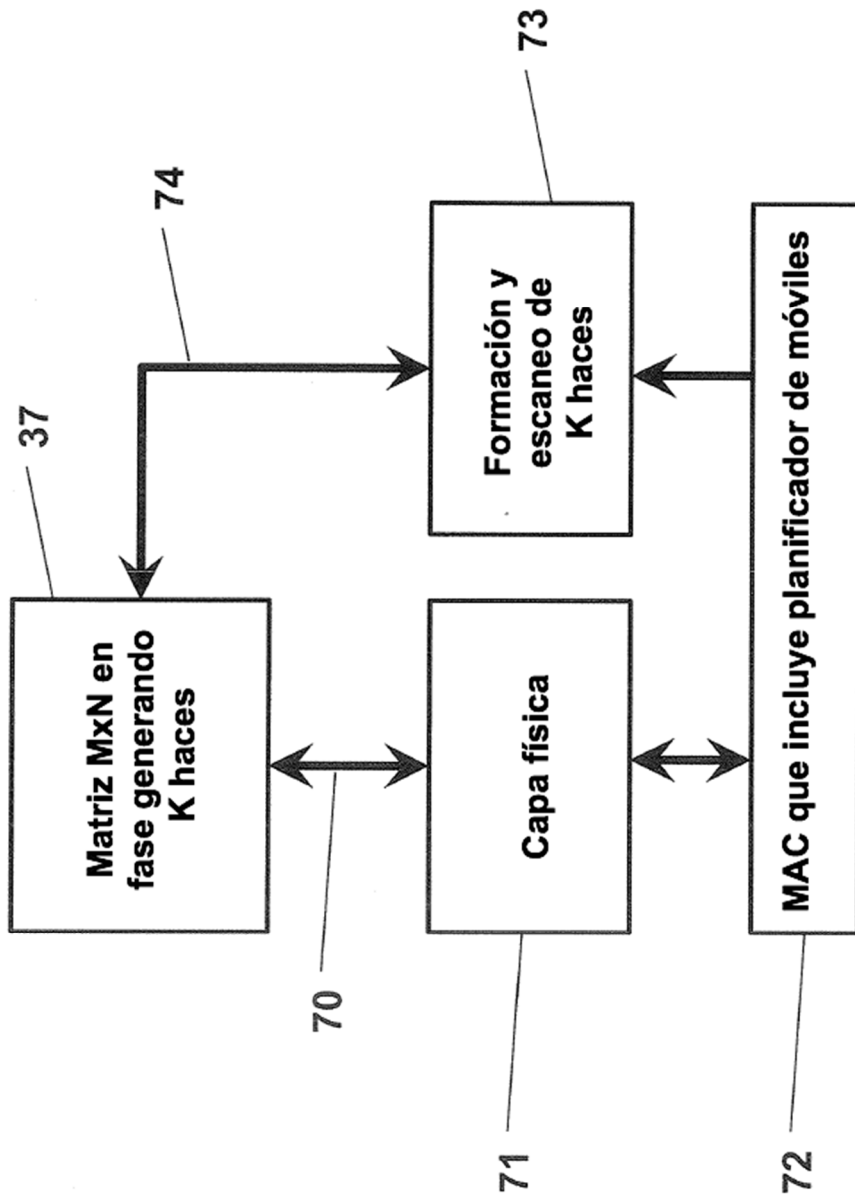 37
Matriz MxN en
fase generando
K haces
74
70
71
Capa física
Formación y
escaneo de
K haces
73
MAC que incluye planificador de móviles
72